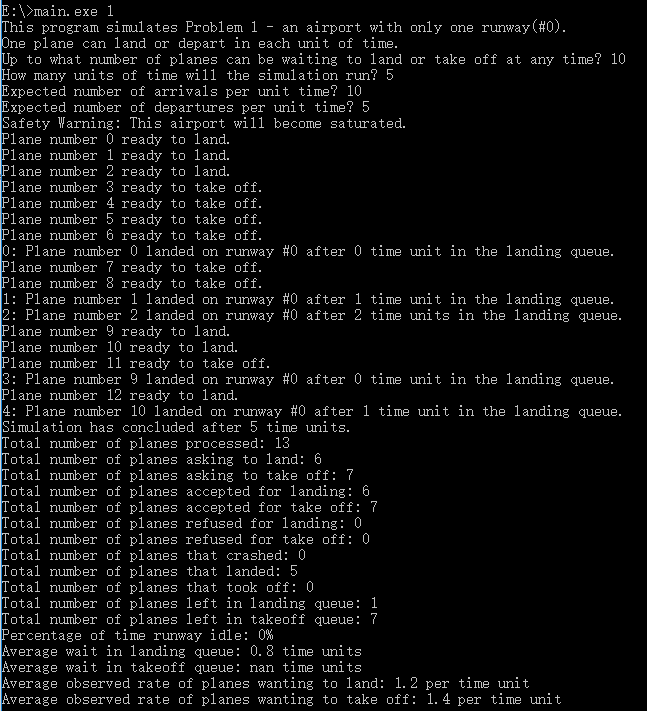 E:\>main.exe 1
This program simulates Problem 1 - an airport with only one runway(#0).
One plane can land or depart in each unit of time.
Up to what number of planes can be waiting to land or take off at any time? 10
How many units of time will the simulation run? 5
Expected number of arrivals per unit time? 10
Expected number of departures per unit time? 5
Safety Warning: This airport will become saturated.
Plane number 0 ready to land.
Plane number 1 ready to land.
Plane number 2 ready to land.
Plane number 3 ready to take off.
Plane number 4 ready to take off.
Plane number 5 ready to take off.
Plane number 6 ready to take off.
0: Plane number 0 landed on runway #0 after 0 time unit in the landing queue.
Plane number 7 ready to take off.
Plane number 8 ready to take off.
1: Plane number 1 landed on runway #0 after 1 time unit in the landing queue.
2: Plane number 2 landed on runway #0 after 2 time units in the landing queue.
Plane number 9 ready to land.
Plane number 10 ready to land.
Plane number 11 ready to take off.
3: Plane number 9 landed on runway #0 after 0 time unit in the landing queue.
Plane number 12 ready to land.
4: Plane number 10 landed on runway #0 after 1 time unit in the landing queue.
Simulation has concluded after 5 time units.
Total number of planes processed: 13
Total number of planes asking to land: 6
Total number of planes asking to take off: 7
Total number of planes accepted for landing: 6
Total number of planes accepted for take off: 7
Total number of planes refused for landing: 0
Total number of planes refused for take off: 0
Total number of planes that crashed: 0
Total number of planes that landed: 5
Total number of planes that took off: 0
Total number of planes left in landing queue: 1
Total number of planes left in takeoff queue: 7
Percentage of time runway idle: 0%
Average wait in landing queue: 0.8 time units
Average wait in takeoff queue: nan time units
Average observed rate of planes wanting to land: 1.2 per time unit
Average observed rate of planes wanting to take off: 1.4 per time unit